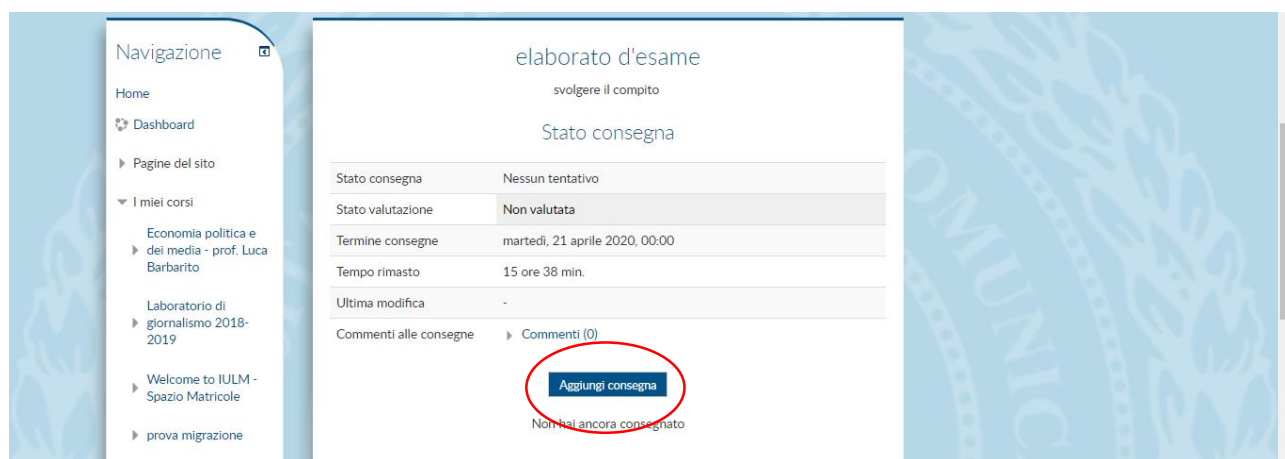 Navigazione
Home
Dashboard
Pagine del sito
I miei corsi
Economia politica e
dei media - prof. Luca
Barbarito
Laboratorio di
giornalismo 2018-
2019
Welcome to IULM -
Spazio Matricole
prova migrazione
elaborato d'esame
svolgere il compito
Stato consegna
Stato consegna Nessun tentativo
Stato valutazione Non valutata
Termine consegne martedì, 21 aprile 2020, 00:00
Tempo rimasto 15 ore 38 min.
Ultima modifica -
Commenti alle consegne Commenti (0)
Aggiungi consegna
Non hai ancora consegnato
OMUNIC